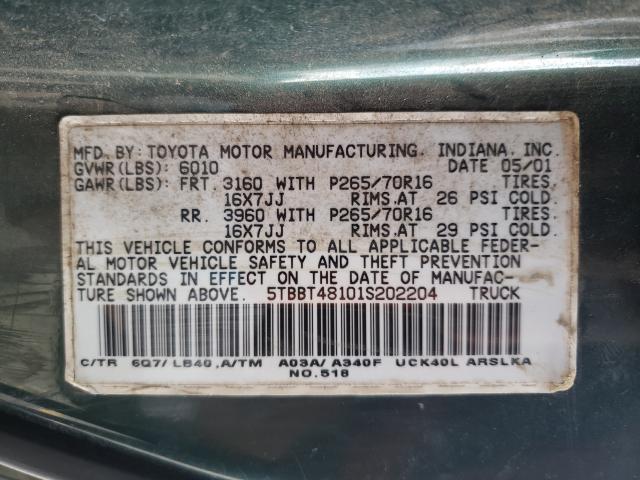 MFD. BY: TOYOTA MOTOR MANUFACTURING, INDIANA, INC.
GVWR(LBS): 6010 DATE 05/01
GAWR(LBS): FRT. 3160 WITH P265/70R16 TIRES.
16X7JJ RIMS.AT 26 PSI COLD.
RR. 3960 WITH P265/70R16 TIRES.
16X7JJ RIMS.AT 29 PSI COLD.
THIS VEHICLE CONFORMS TO ALL APPLICABLE FEDER-
AL MOTOR VEHICLE SAFETY AND THEFT PREVENTION
STANDARDS IN EFFECT ON THE DATE OF MANUFAC-
TURE SHOWN ABOVE. 5TBBT48101S202204 TRUCK
C/TR 6Q7/ LB40 ,A/TM A03A/ A340F UCK40L ARSLKA
NO.518